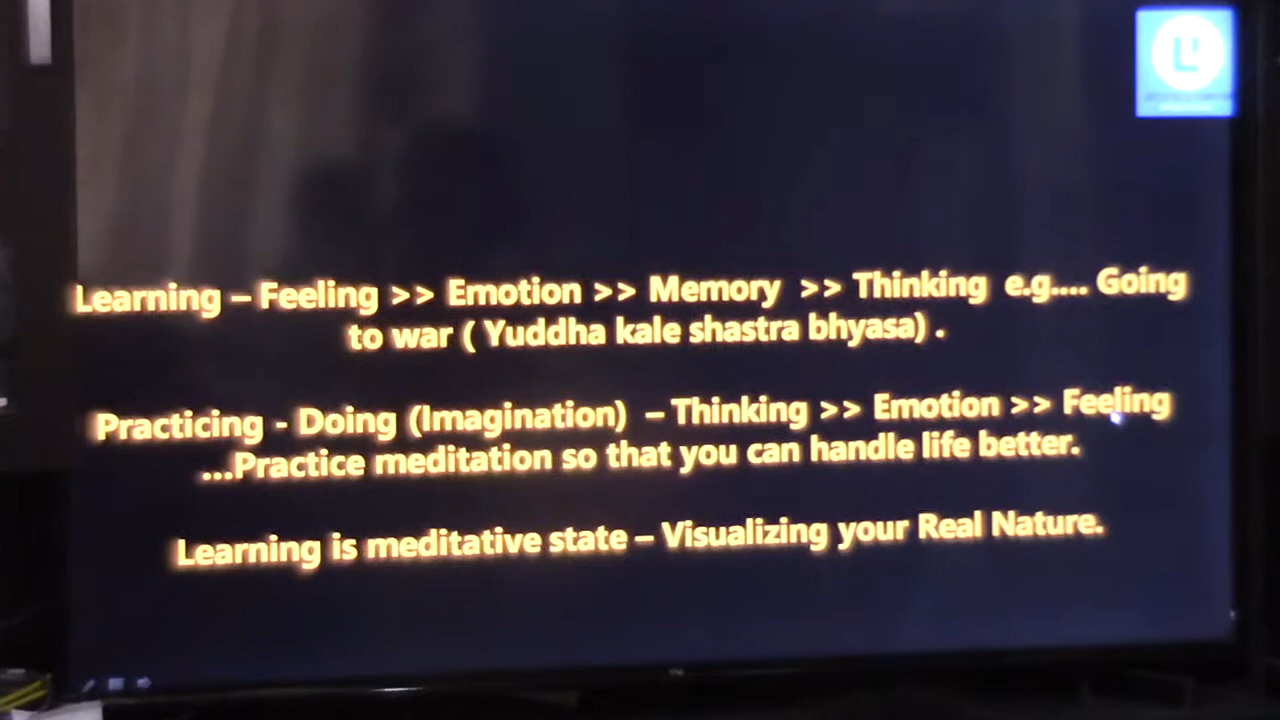 Learning – Feeling >> Emotion >> Memory >> Thinking e.g.... Going
to war ( Yuddha kale shastra bhyasa) .
Practicing - Doing (Imagination) – Thinking >> Emotion >> Feeling
...Practice meditation so that you can handle life better.
Learning is meditative state – Visualizing your Real Nature.